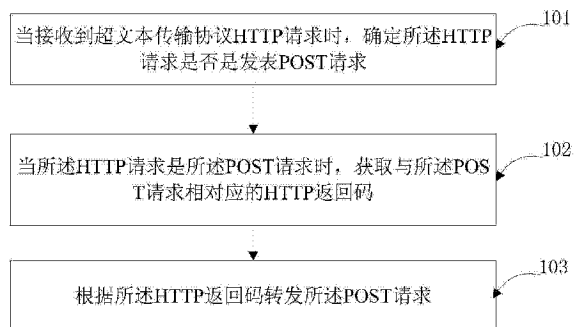 101
当接收到超文本传输协议HTTP请求时，确定所述HTTP
请求是否是发表POST请求
102
当所述HTTP请求是所述POST请求时，获取与所述POS
T请求相对应的HTTP返回码
103
根据所述HTTP返回码转发所述POST请求